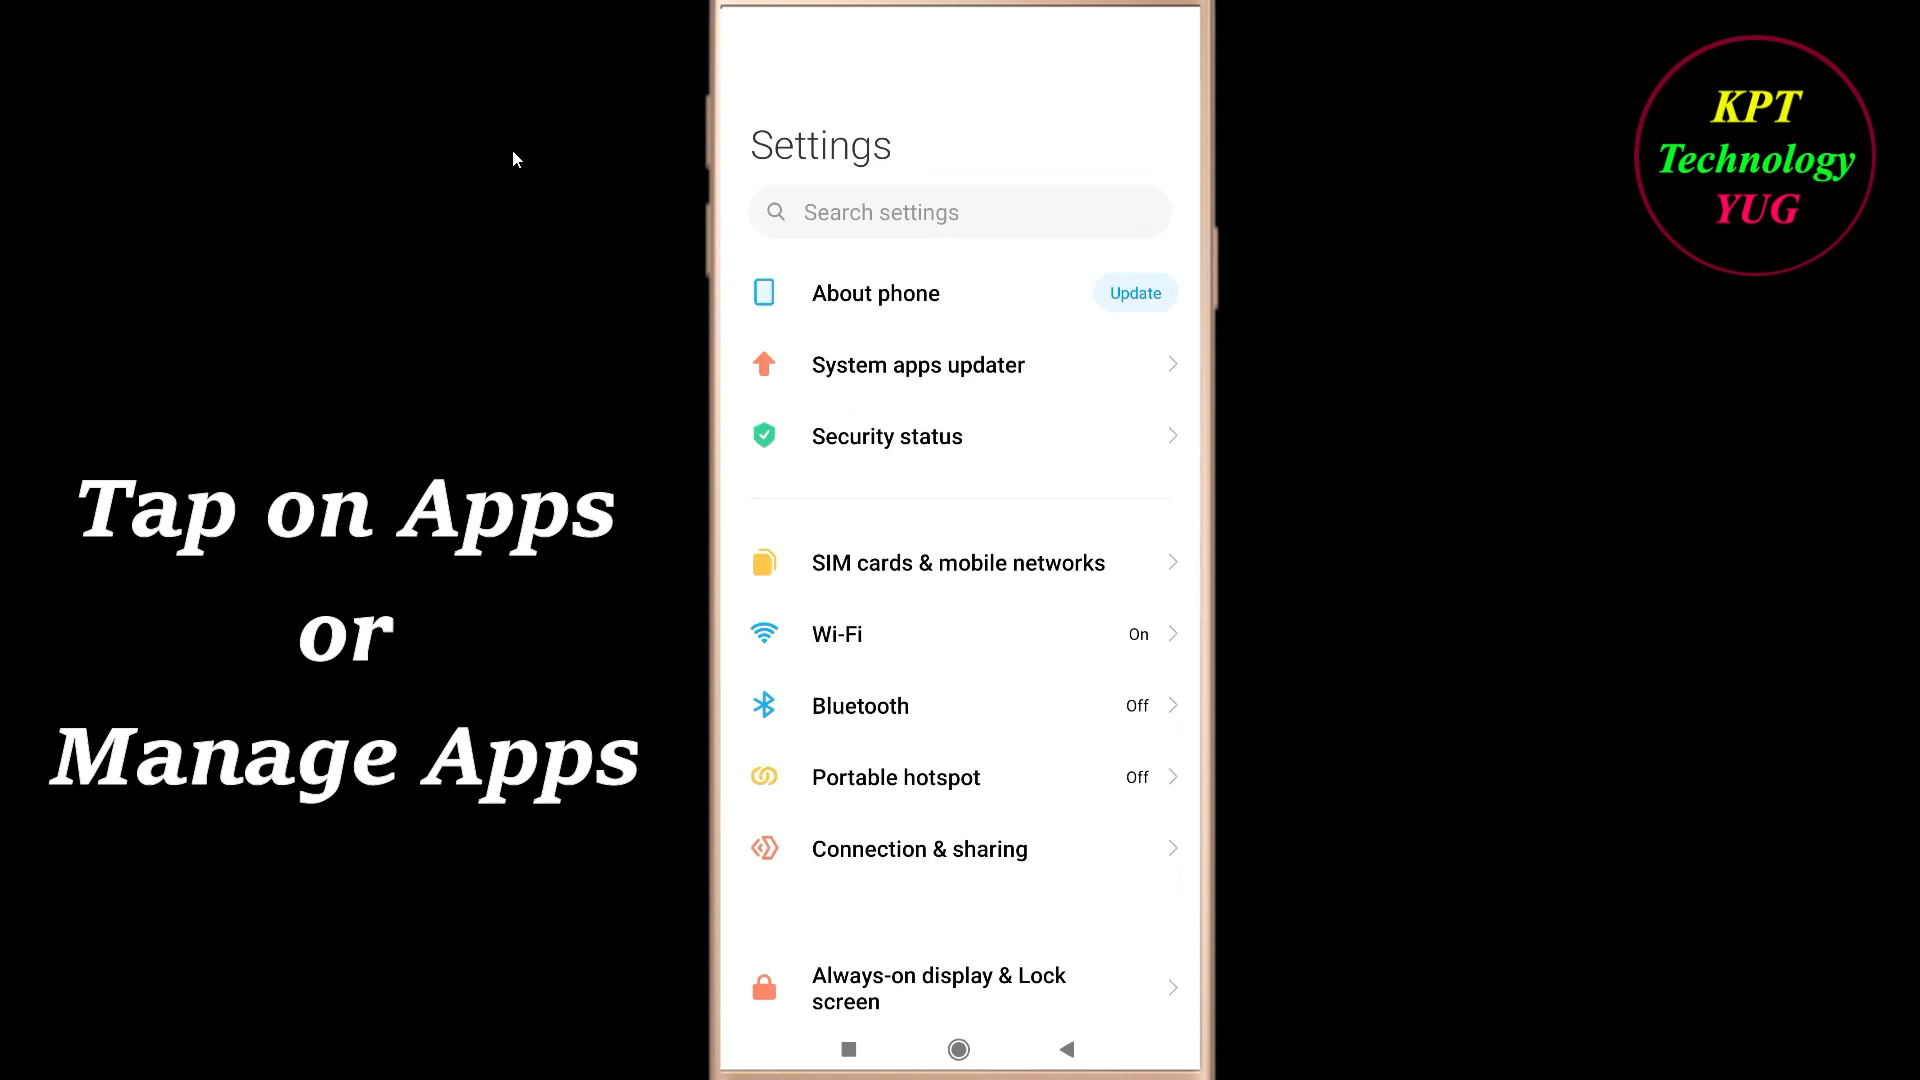 Tap on Apps
or
Manage Apps
Settings
Search settings
About phone
Update
System apps updater
Security status
SIM cards & mobile networks
Wi-Fi
On
Bluetooth
Off
Portable hotspot
Off
Connection & sharing
Always-on display & Lock
screen
KPT
Technology
YUG